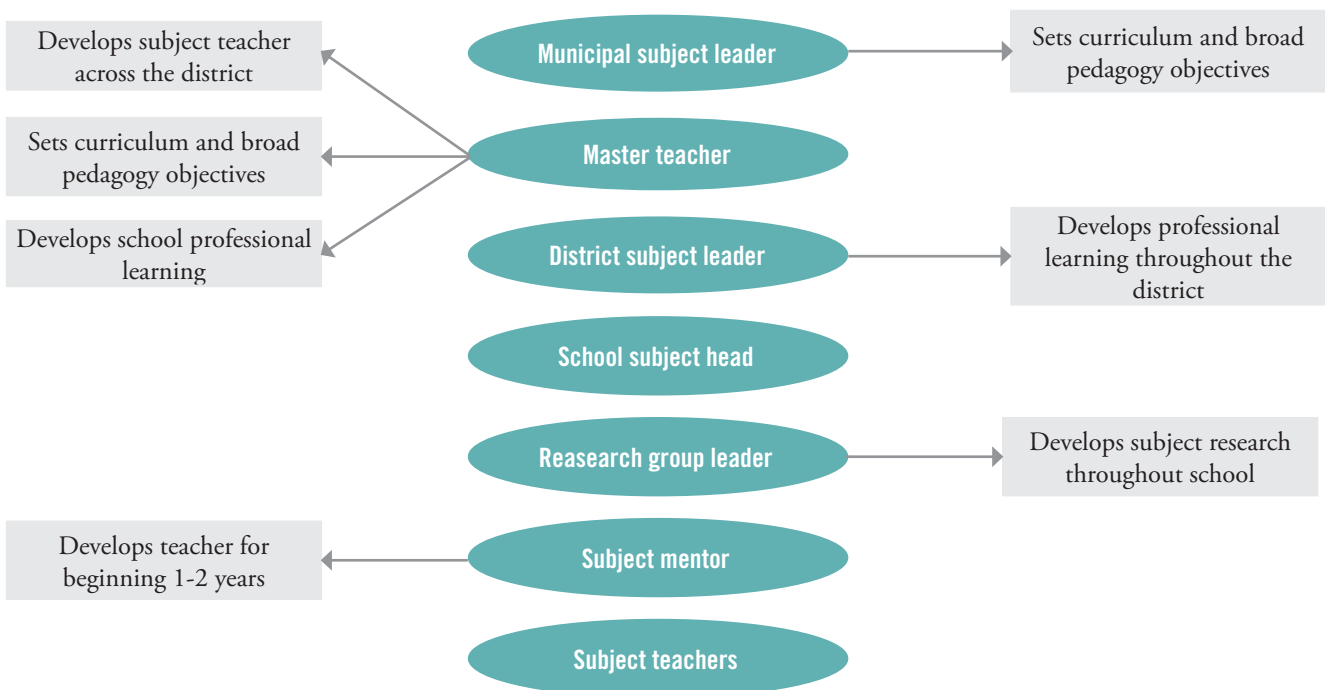 Develops subject teacher
across the district
Municipal subject leader
Sets curriculum and broad
pedagogy objectives
Sets curriculum and broad
pedagogy objectives
Master teacher
Develops school professional
learning
District subject leader
Develops professional
learning throughout the
district
School subject head
Reasearch group leader
Develops subject research
throughout school
Develops teacher for
beginning 1-2 years
Subject mentor
Subject teachers